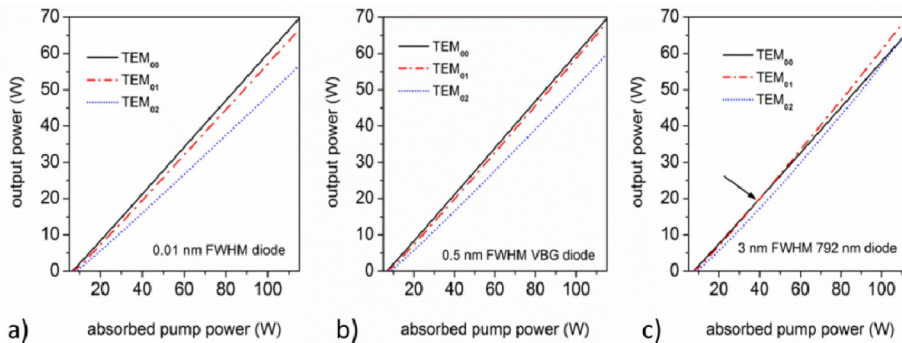 70
60
50
40
30
20
10
0
output power (W)
TEM₀₀
TEM₀₁
TEM₀₂
0.01 nm FWHM diode
20 40 60 80 100
absorbed pump power (W)
a)
70
60
50
40
30
20
10
0
output power (W)
TEM₀₀
TEM₀₁
TEM₀₂
0.5 nm FWHM VBG diode
20 40 60 80 100
absorbed pump power (W)
b)
70
60
50
40
30
20
10
0
output power (W)
TEM₀₀
TEM₀₁
TEM₀₂
3 nm FWHM 792 nm diode
20 40 60 80 100
absorbed pump power (W)
c)